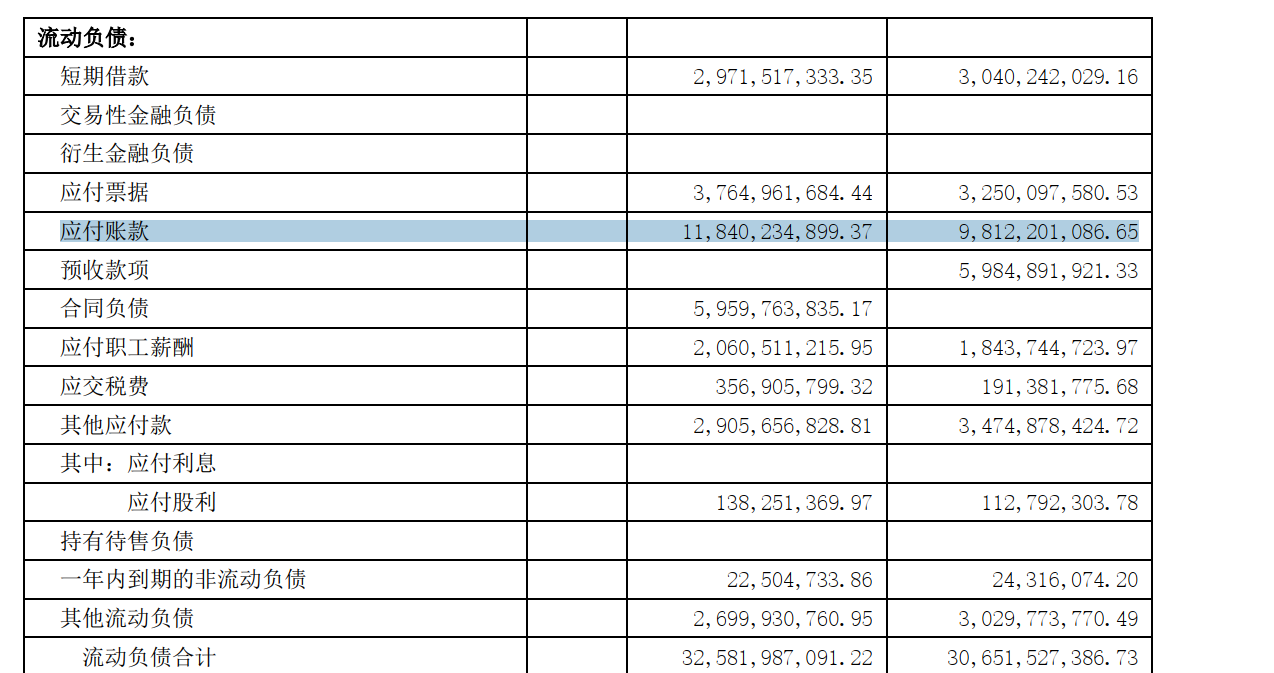 流动负债：
短期借款 2,971,517,333.35 3,040,242,029.16
交易性金融负债
衍生金融负债
应付票据 3,764,961,684.44 3,250,097,580.53
应付账款 11,840,234,899.37 9,812,201,086.65
预收款项 5,984,891,921.33
合同负债 5,959,763,835.17
应付职工薪酬 2,060,511,215.95 1,843,744,723.97
应交税费 356,905,799.32 191,381,775.68
其他应付款 2,905,656,828.81 3,474,878,424.72
其中：应付利息
应付股利 138,251,369.97 112,792,303.78
持有待售负债
一年内到期的非流动负债 22,504,733.86 24,316,074.20
其他流动负债 2,699,930,760.95 3,029,773,770.49
流动负债合计 32,581,987,091.22 30,651,527,386.73